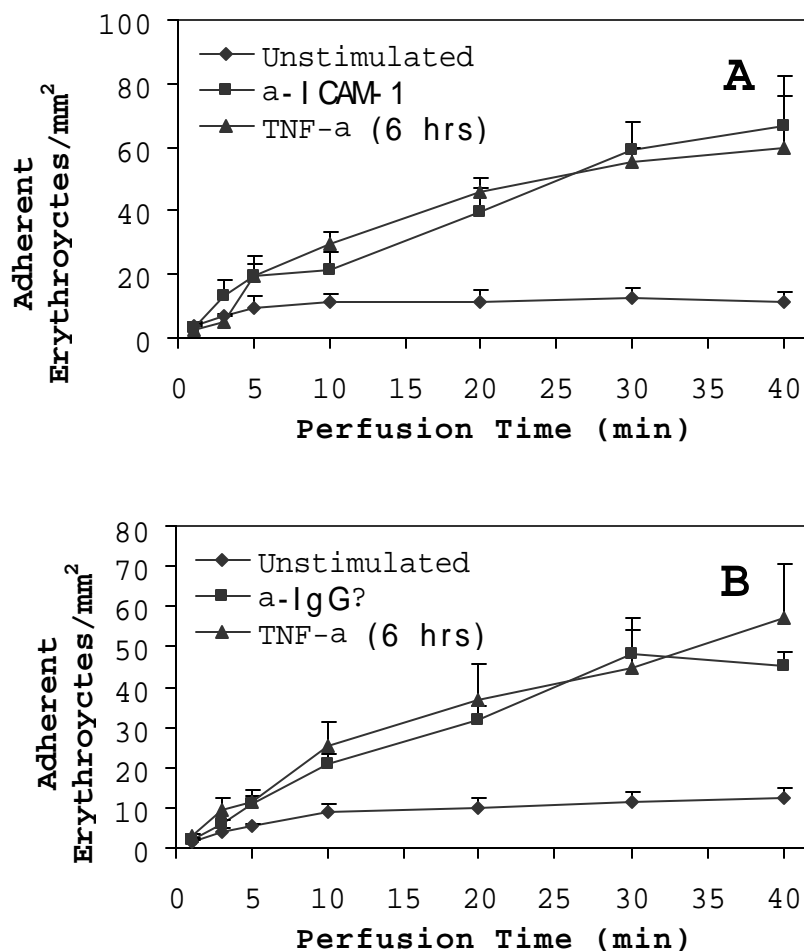 100
80
60
40
20
0
Adherent
Erythroyctes/mm²
Unstimulated
a-ICAM-1
TNF-a (6 hrs)
A
0 5 10 15 20 25 30 35 40
Perfusion Time (min)
80
70
60
50
40
30
20
10
0
Adherent
Erythroyctes/mm²
Unstimulated
a-IgG?
TNF-a (6 hrs)
B
0 5 10 15 20 25 30 35 40
Perfusion Time (min)